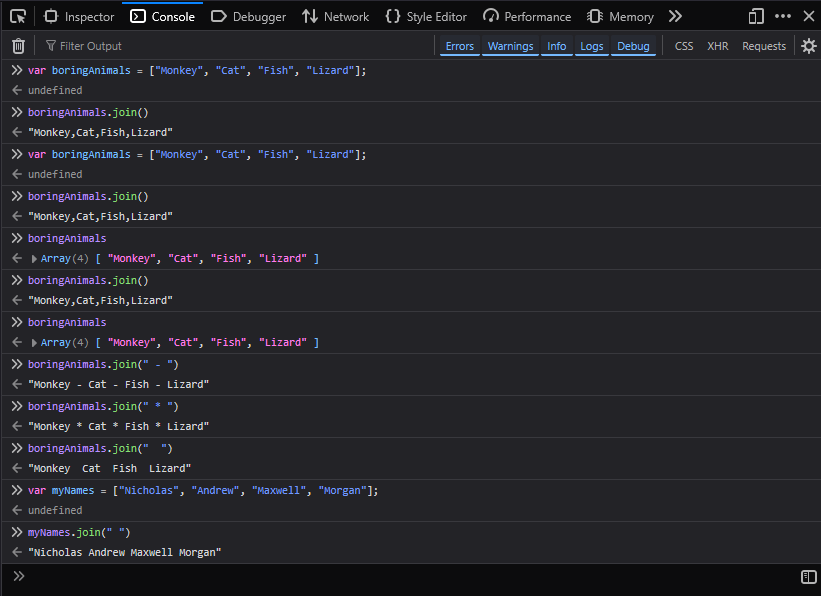 Inspector Console Debugger Network Style Editor Performance Memory
Filter Output Errors Warnings Info Logs Debug CSS XHR Requests
var boringAnimals = ["Monkey", "Cat", "Fish", "Lizard"];
undefined
boringAnimals.join()
"Monkey,Cat,Fish,Lizard"
var boringAnimals = ["Monkey", "Cat", "Fish", "Lizard"];
undefined
boringAnimals.join()
"Monkey,Cat,Fish,Lizard"
boringAnimals
Array(4) [ "Monkey", "Cat", "Fish", "Lizard" ]
boringAnimals.join()
"Monkey,Cat,Fish,Lizard"
boringAnimals
Array(4) [ "Monkey", "Cat", "Fish", "Lizard" ]
boringAnimals.join(" - ")
"Monkey - Cat - Fish - Lizard"
boringAnimals.join(" * ")
"Monkey * Cat * Fish * Lizard"
boringAnimals.join("  ")
"Monkey  Cat  Fish  Lizard"
var myNames = ["Nicholas", "Andrew", "Maxwell", "Morgan"];
undefined
myNames.join(" ")
"Nicholas Andrew Maxwell Morgan"